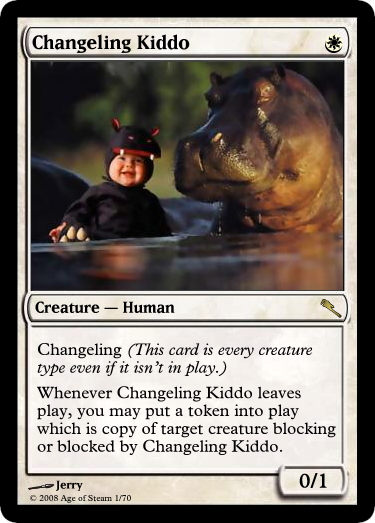 Changeling Kiddo
Creature — Human
Changeling (This card is every creature
type even if it isn't in play.)
Whenever Changeling Kiddo leaves
play, you may put a token into play
which is copy of target creature blocking
or blocked by Changeling Kiddo.
Jerry
0/1
© 2008 Age of Steam 1/70